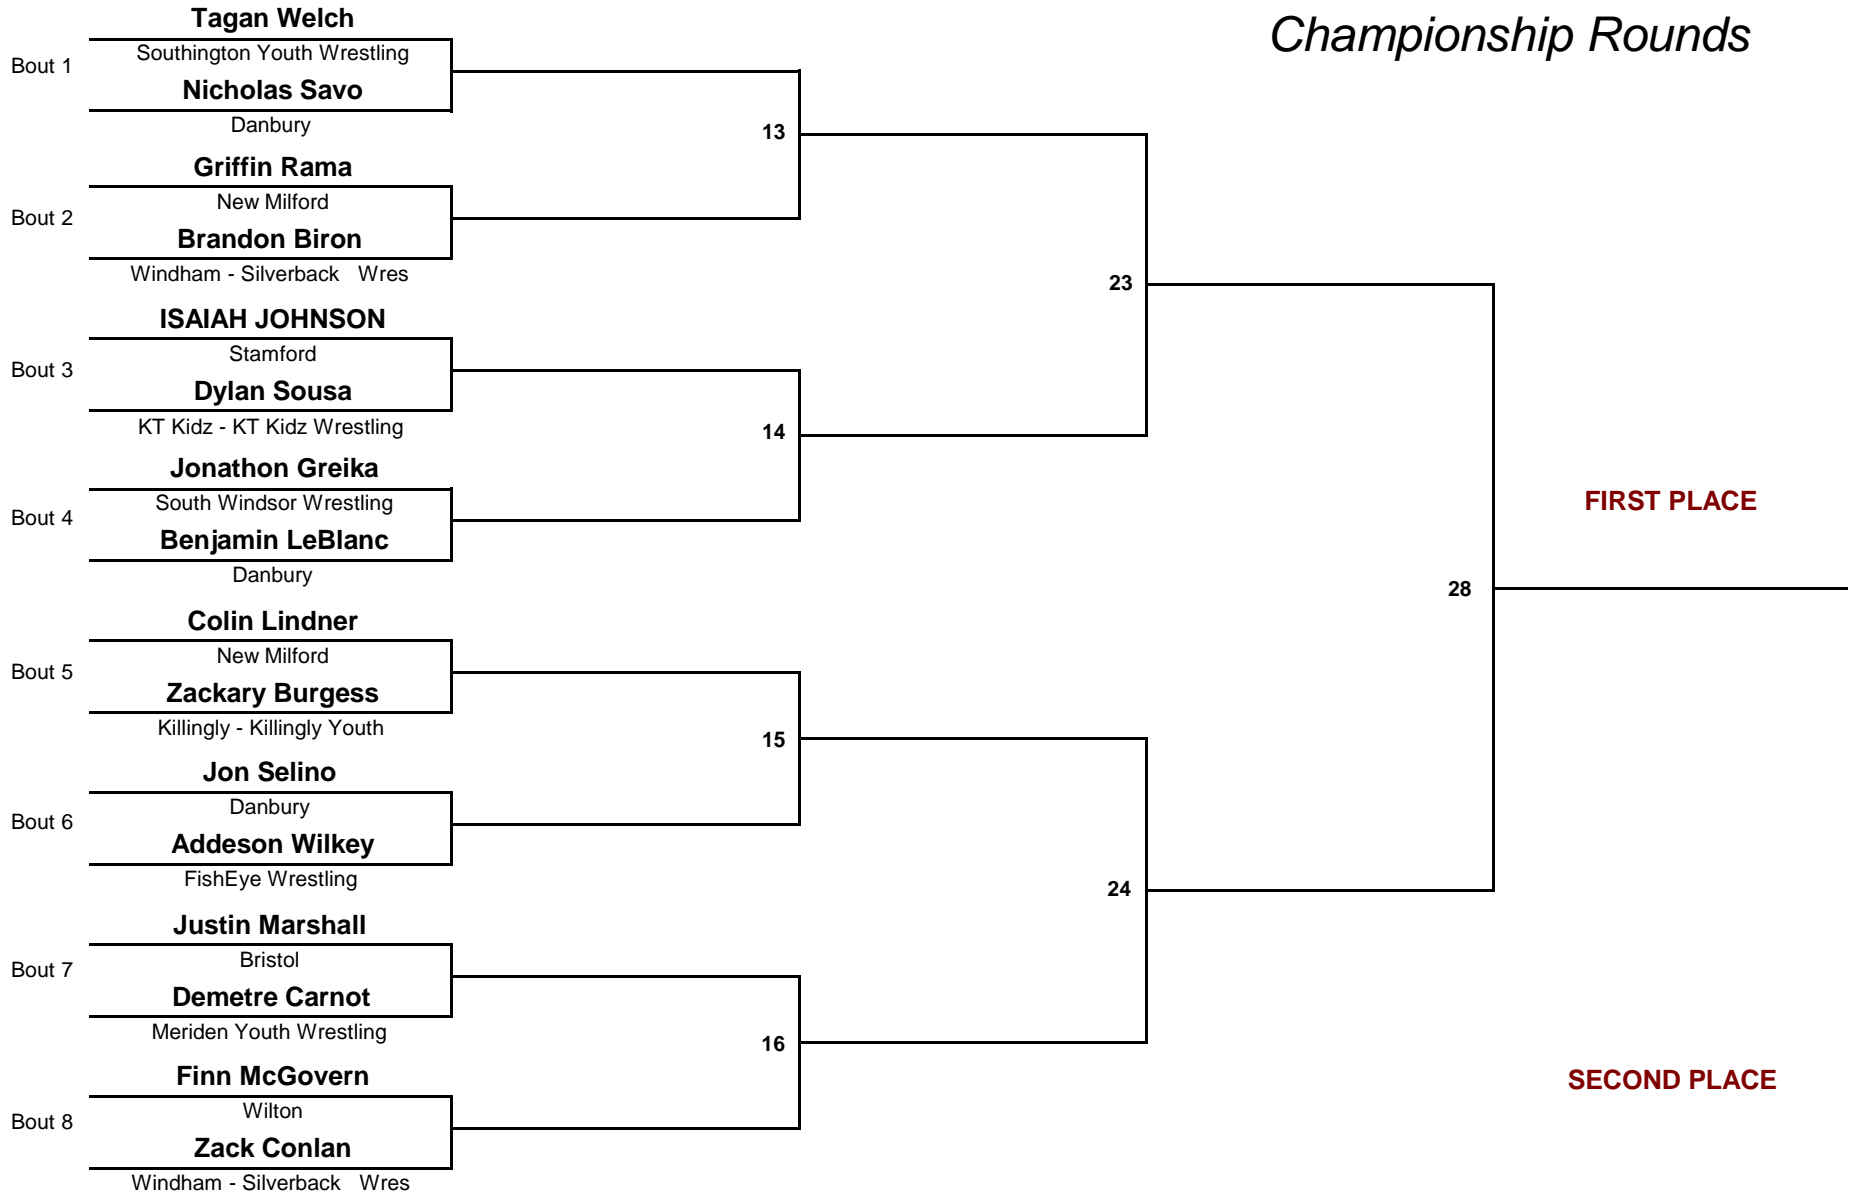 Championship Rounds
Tagan Welch
Bout 1
Southington Youth Wrestling
Nicholas Savo
Danbury
13
Griffin Rama
Bout 2
New Milford
Brandon Biron
Windham - Silverback Wres
23
ISAIAH JOHNSON
Bout 3
Stamford
Dylan Sousa
KT Kidz - KT Kidz Wrestling
14
Jonathon Greika
Bout 4
South Windsor Wrestling
Benjamin LeBlanc
Danbury
FIRST PLACE
28
Colin Lindner
Bout 5
New Milford
Zackary Burgess
Killingly - Killingly Youth
15
Jon Selino
Bout 6
Danbury
Addeson Wilkey
FishEye Wrestling
24
Justin Marshall
Bout 7
Bristol
Demetre Carnot
Meriden Youth Wrestling
16
Finn McGovern
Bout 8
Wilton
Zack Conlan
Windham - Silverback Wres
SECOND PLACE